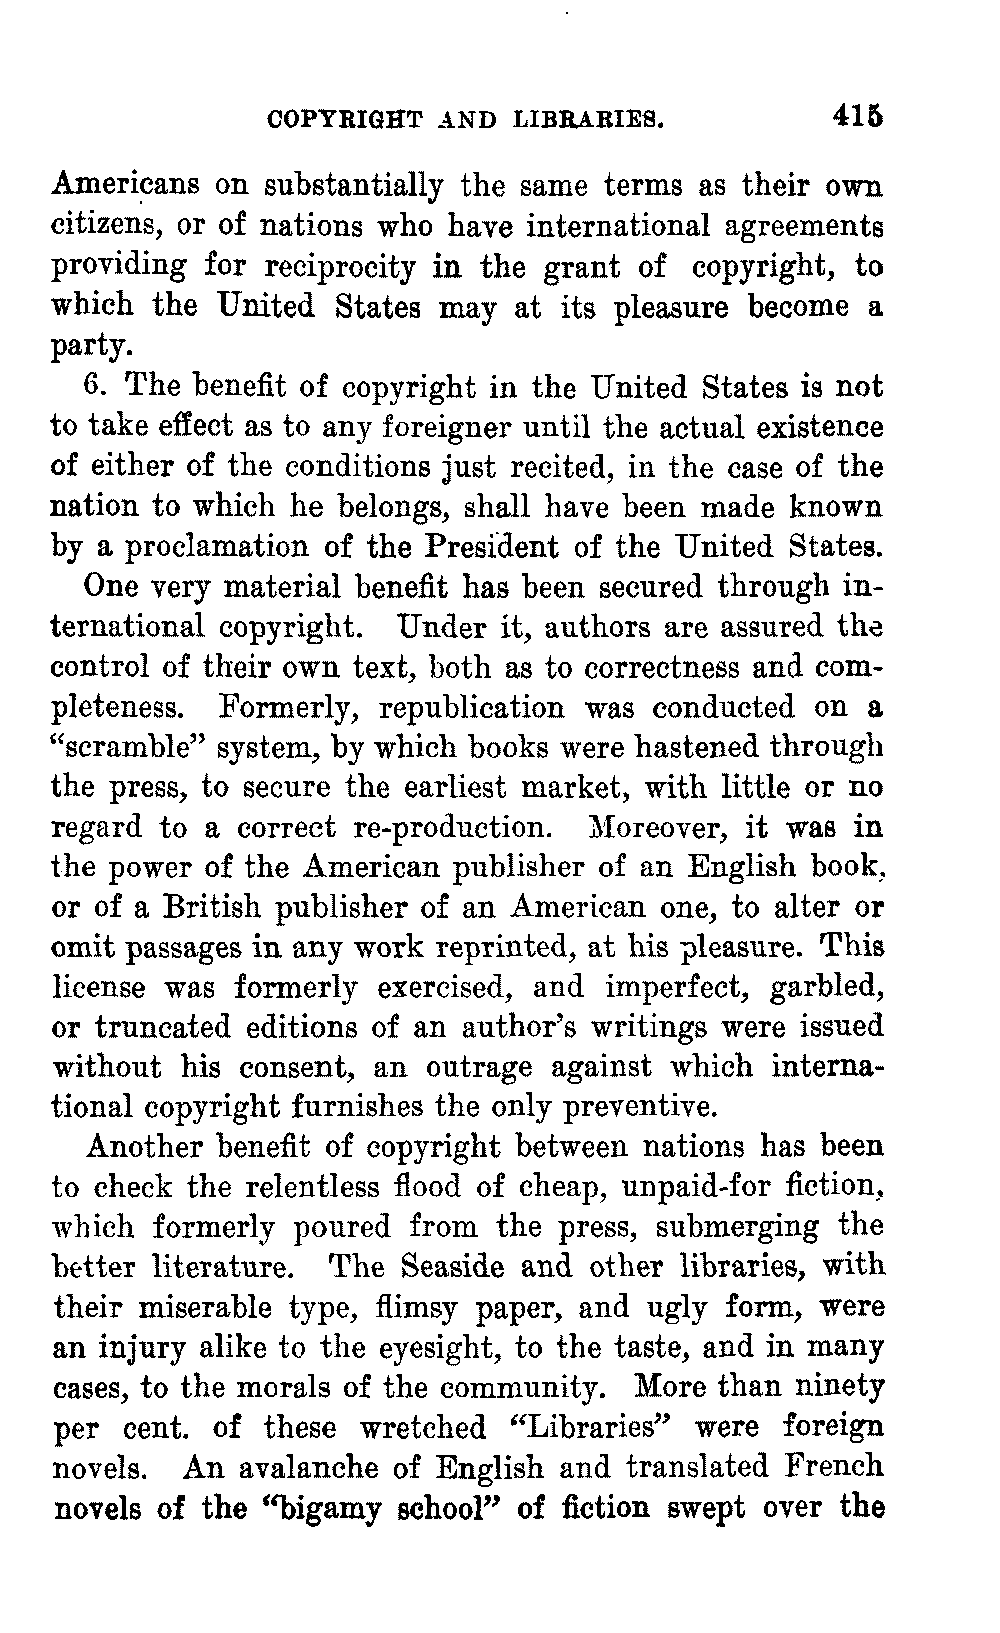 COPYRIGHT AND LIBRARIES. 415
Americans on substantially the same terms as their own
citizens, or of nations who have international agreements
providing for reciprocity in the grant of copyright, to
which the United States may at its pleasure become a
party.
6. The benefit of copyright in the United States is not
to take effect as to any foreigner until the actual existence
of either of the conditions just recited, in the case of the
nation to which he belongs, shall have been made known
by a proclamation of the President of the United States.
One very material benefit has been secured through in-
ternational copyright. Under it, authors are assured the
control of their own text, both as to correctness and com-
pleteness. Formerly, republication was conducted on a
“scramble” system, by which books were hastened through
the press, to secure the earliest market, with little or no
regard to a correct re-production. Moreover, it was in
the power of the American publisher of an English book,
or of a British publisher of an American one, to alter or
omit passages in any work reprinted, at his pleasure. This
license was formerly exercised, and imperfect, garbled,
or truncated editions of an author’s writings were issued
without his consent, an outrage against which interna-
tional copyright furnishes the only preventive.
Another benefit of copyright between nations has been
to check the relentless flood of cheap, unpaid-for fiction,
which formerly poured from the press, submerging the
better literature. The Seaside and other libraries, with
their miserable type, flimsy paper, and ugly form, were
an injury alike to the eyesight, to the taste, and in many
cases, to the morals of the community. More than ninety
per cent. of these wretched “Libraries” were foreign
novels. An avalanche of English and translated French
novels of the “bigamy school” of fiction swept over the